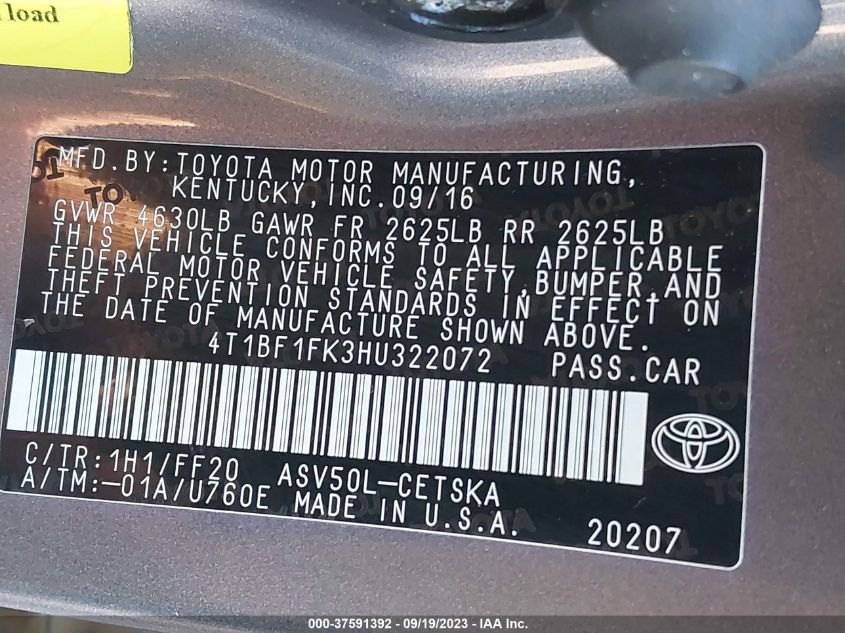 load
MFD.BY:TOYOTA MOTOR MANUFACTURING,
KENTUCKY,INC.09/16
GVWR 4630LB GAWR FR 2625LB RR 2625LB
THIS VEHICLE CONFORMS TO ALL APPLICABLE
FEDERAL MOTOR VEHICLE SAFETY,BUMPER,AND
THEFT PREVENTION STANDARDS IN EFFECT ON
THE DATE OF MANUFACTURE SHOWN ABOVE.
4T1BF1FK3HU322072 PASS.CAR
C/TR:1H1/FF20 ASV50L-CETSKA
A/TM:-01A/U760E MADE IN U.S.A. 20207
000-37591392 - 09/19/2023 - IAA Inc.